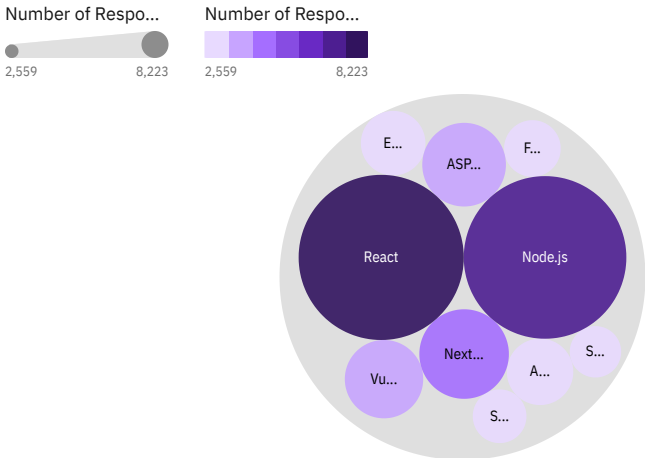 Number of Respo... Number of Respo...
2,559 8,223 2,559 8,223
E... ASP... F...
React Node.js
Next... S...
Vu... A...
S...